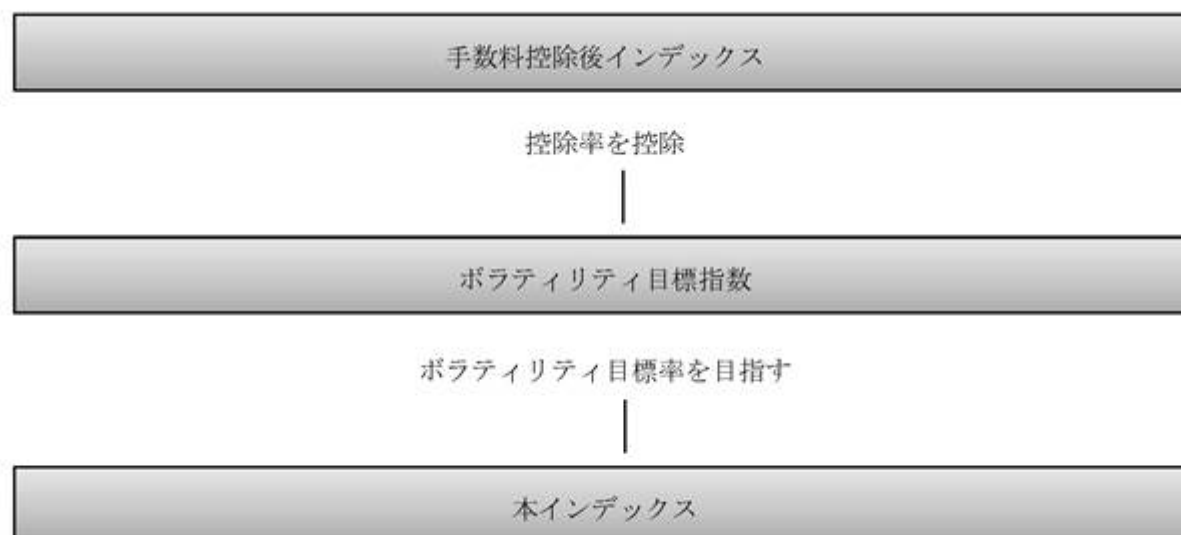 手数料控除後インデックス
控除率を控除
ボラティリティ目標指数
ボラティリティ目標率を目指す
本インデックス